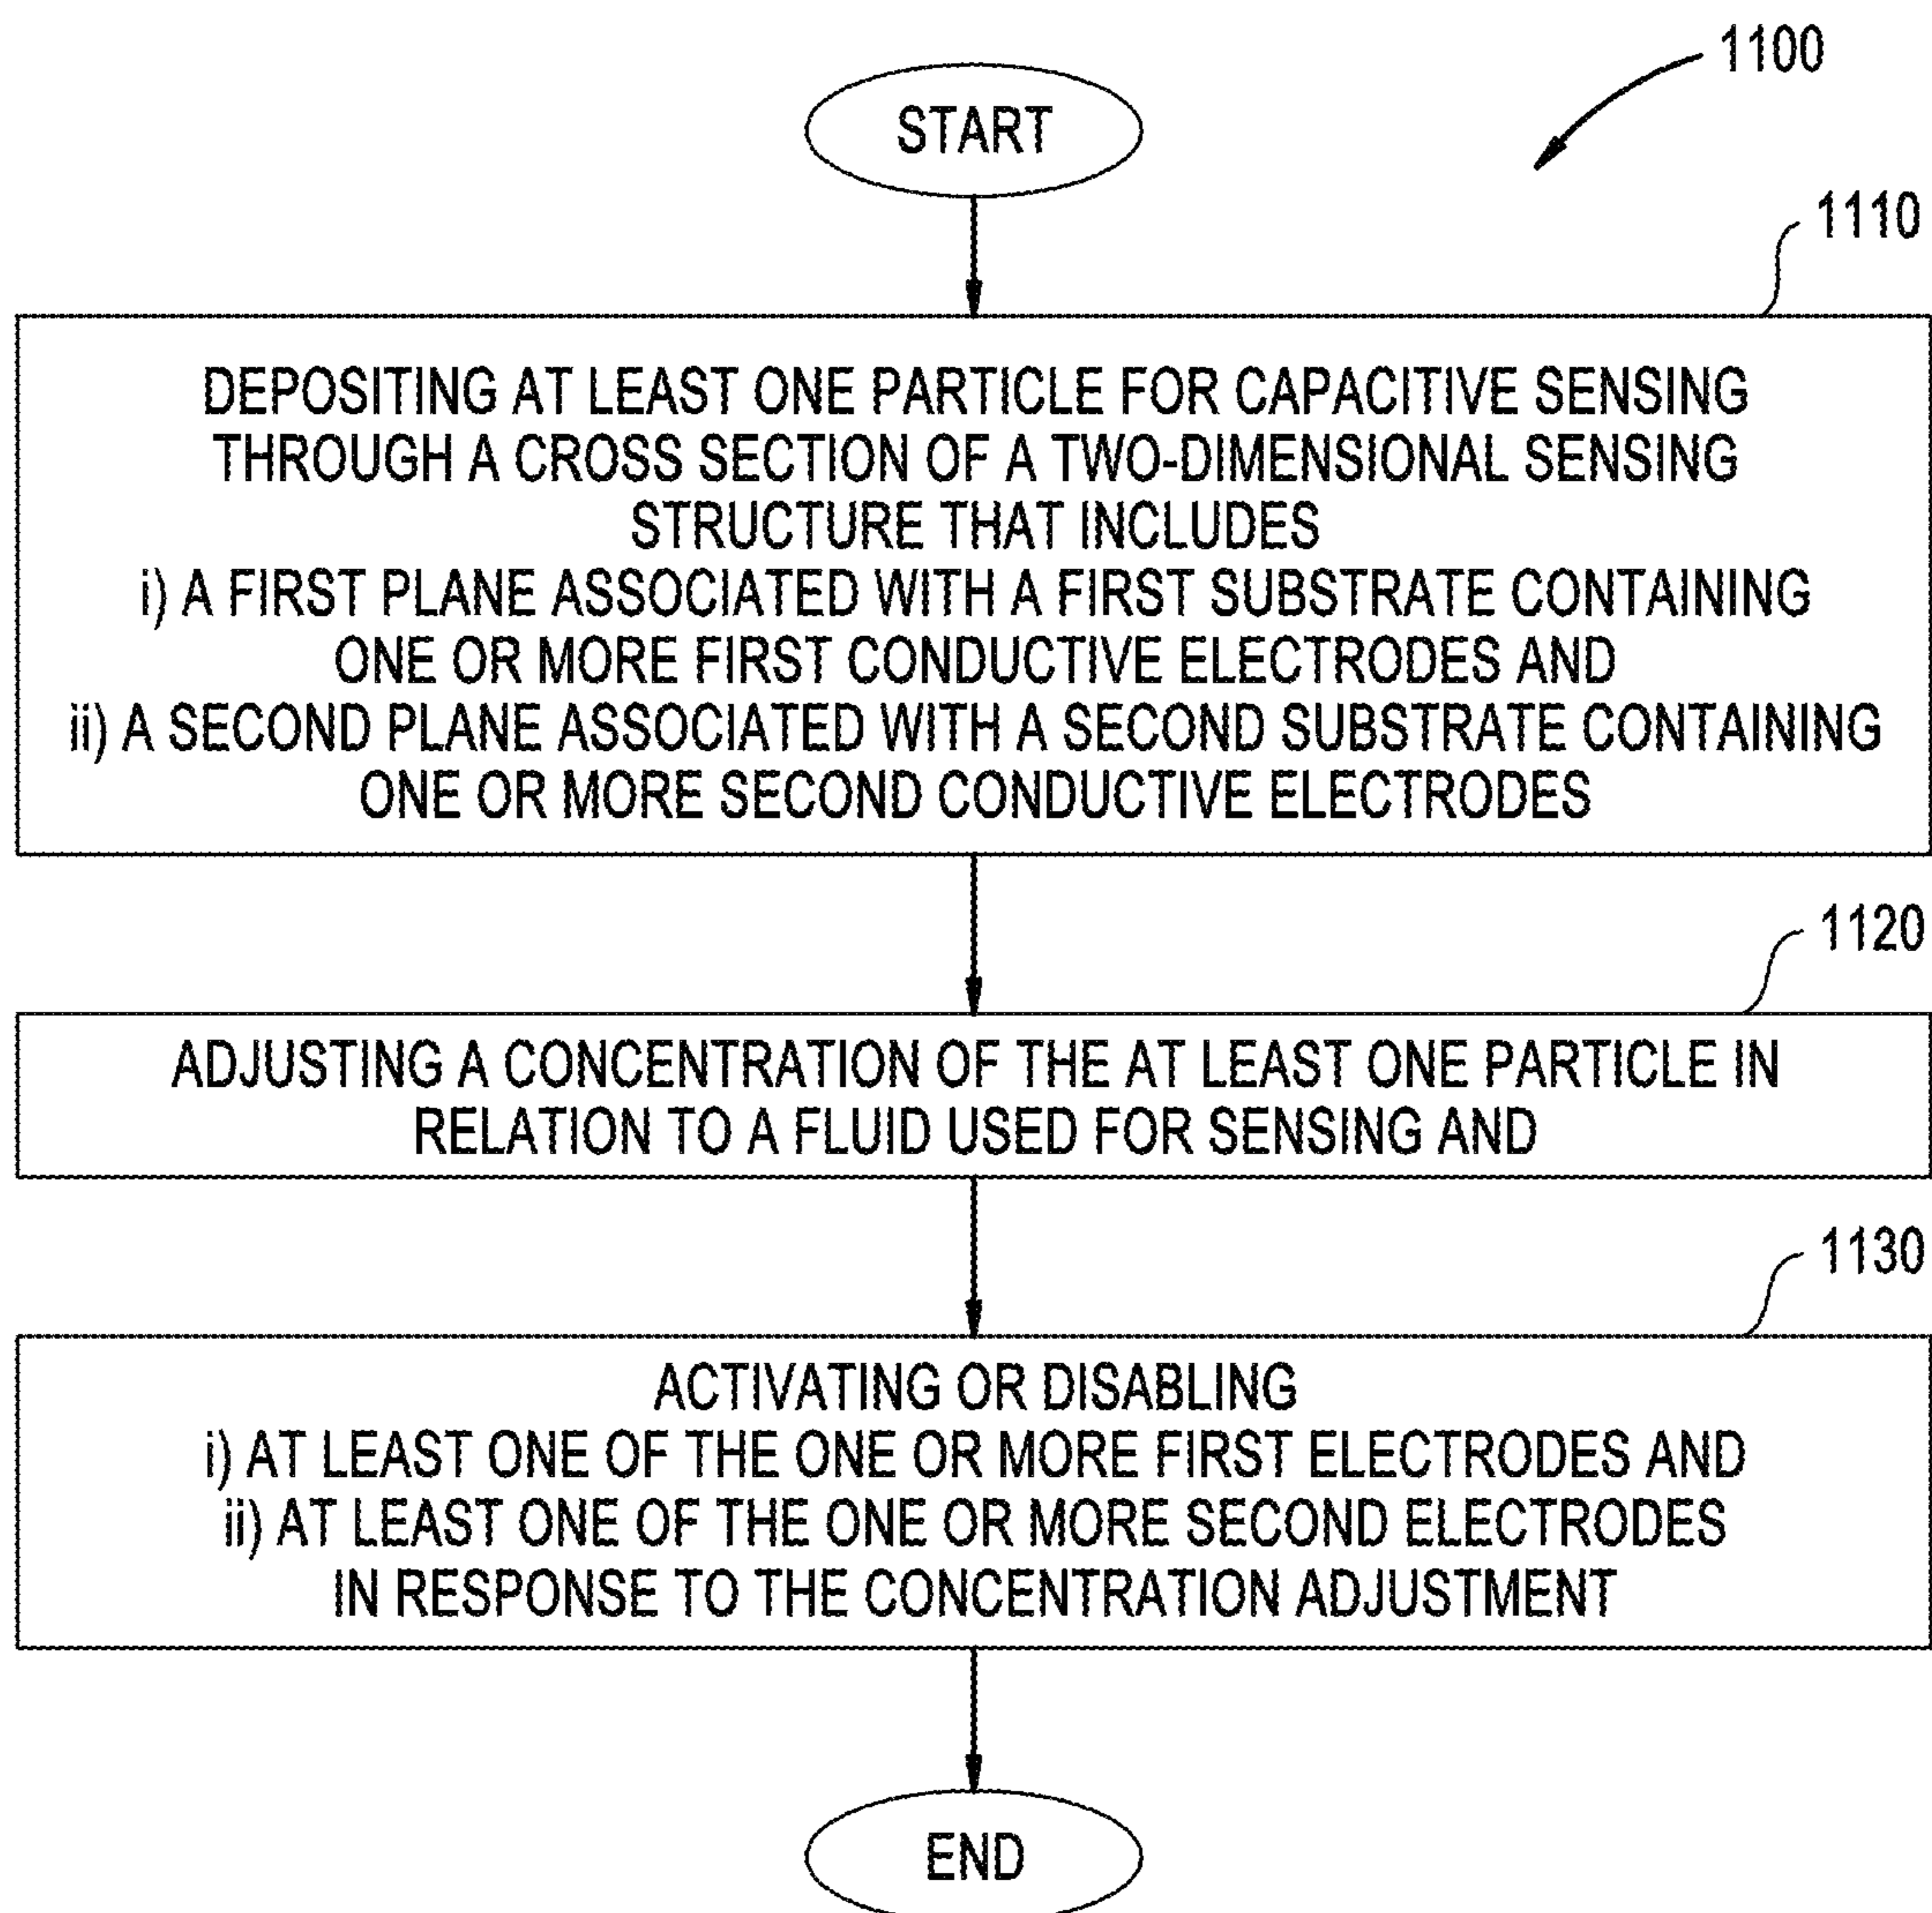 1100
START
1110
DEPOSITING AT LEAST ONE PARTICLE FOR CAPACITIVE SENSING
THROUGH A CROSS SECTION OF A TWO-DIMENSIONAL SENSING
STRUCTURE THAT INCLUDES
i) A FIRST PLANE ASSOCIATED WITH A FIRST SUBSTRATE CONTAINING
ONE OR MORE FIRST CONDUCTIVE ELECTRODES AND
ii) A SECOND PLANE ASSOCIATED WITH A SECOND SUBSTRATE CONTAINING
ONE OR MORE SECOND CONDUCTIVE ELECTRODES
1120
ADJUSTING A CONCENTRATION OF THE AT LEAST ONE PARTICLE IN
RELATION TO A FLUID USED FOR SENSING AND
1130
ACTIVATING OR DISABLING
i) AT LEAST ONE OF THE ONE OR MORE FIRST ELECTRODES AND
ii) AT LEAST ONE OF THE ONE OR MORE SECOND ELECTRODES
IN RESPONSE TO THE CONCENTRATION ADJUSTMENT
END